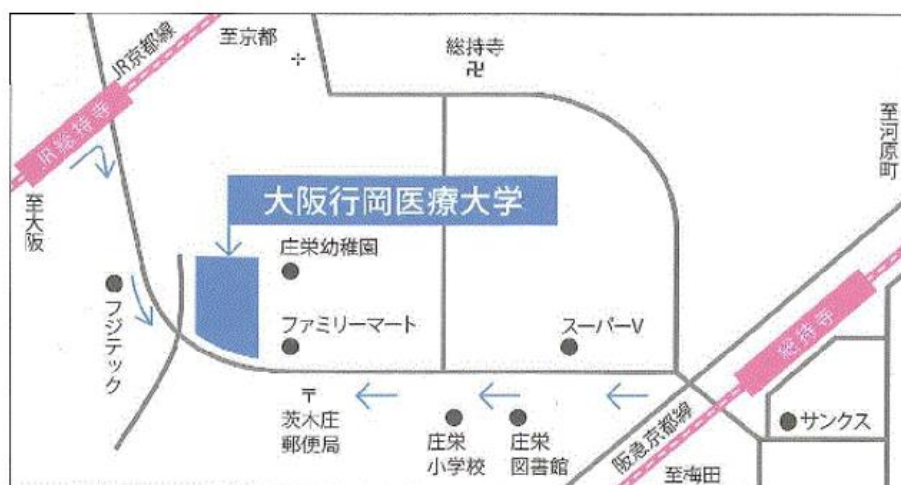 至京都
JR京都線
総持寺
卍
JR総持寺
至河原町
大阪行岡医療大学
至大阪
庄栄幼稚園
フジテック
ファミリーマート
スーパーV
総持寺
〒
茨木庄
郵便局
庄栄
小学校
庄栄
図書館
阪急京都線
サンクス
至梅田